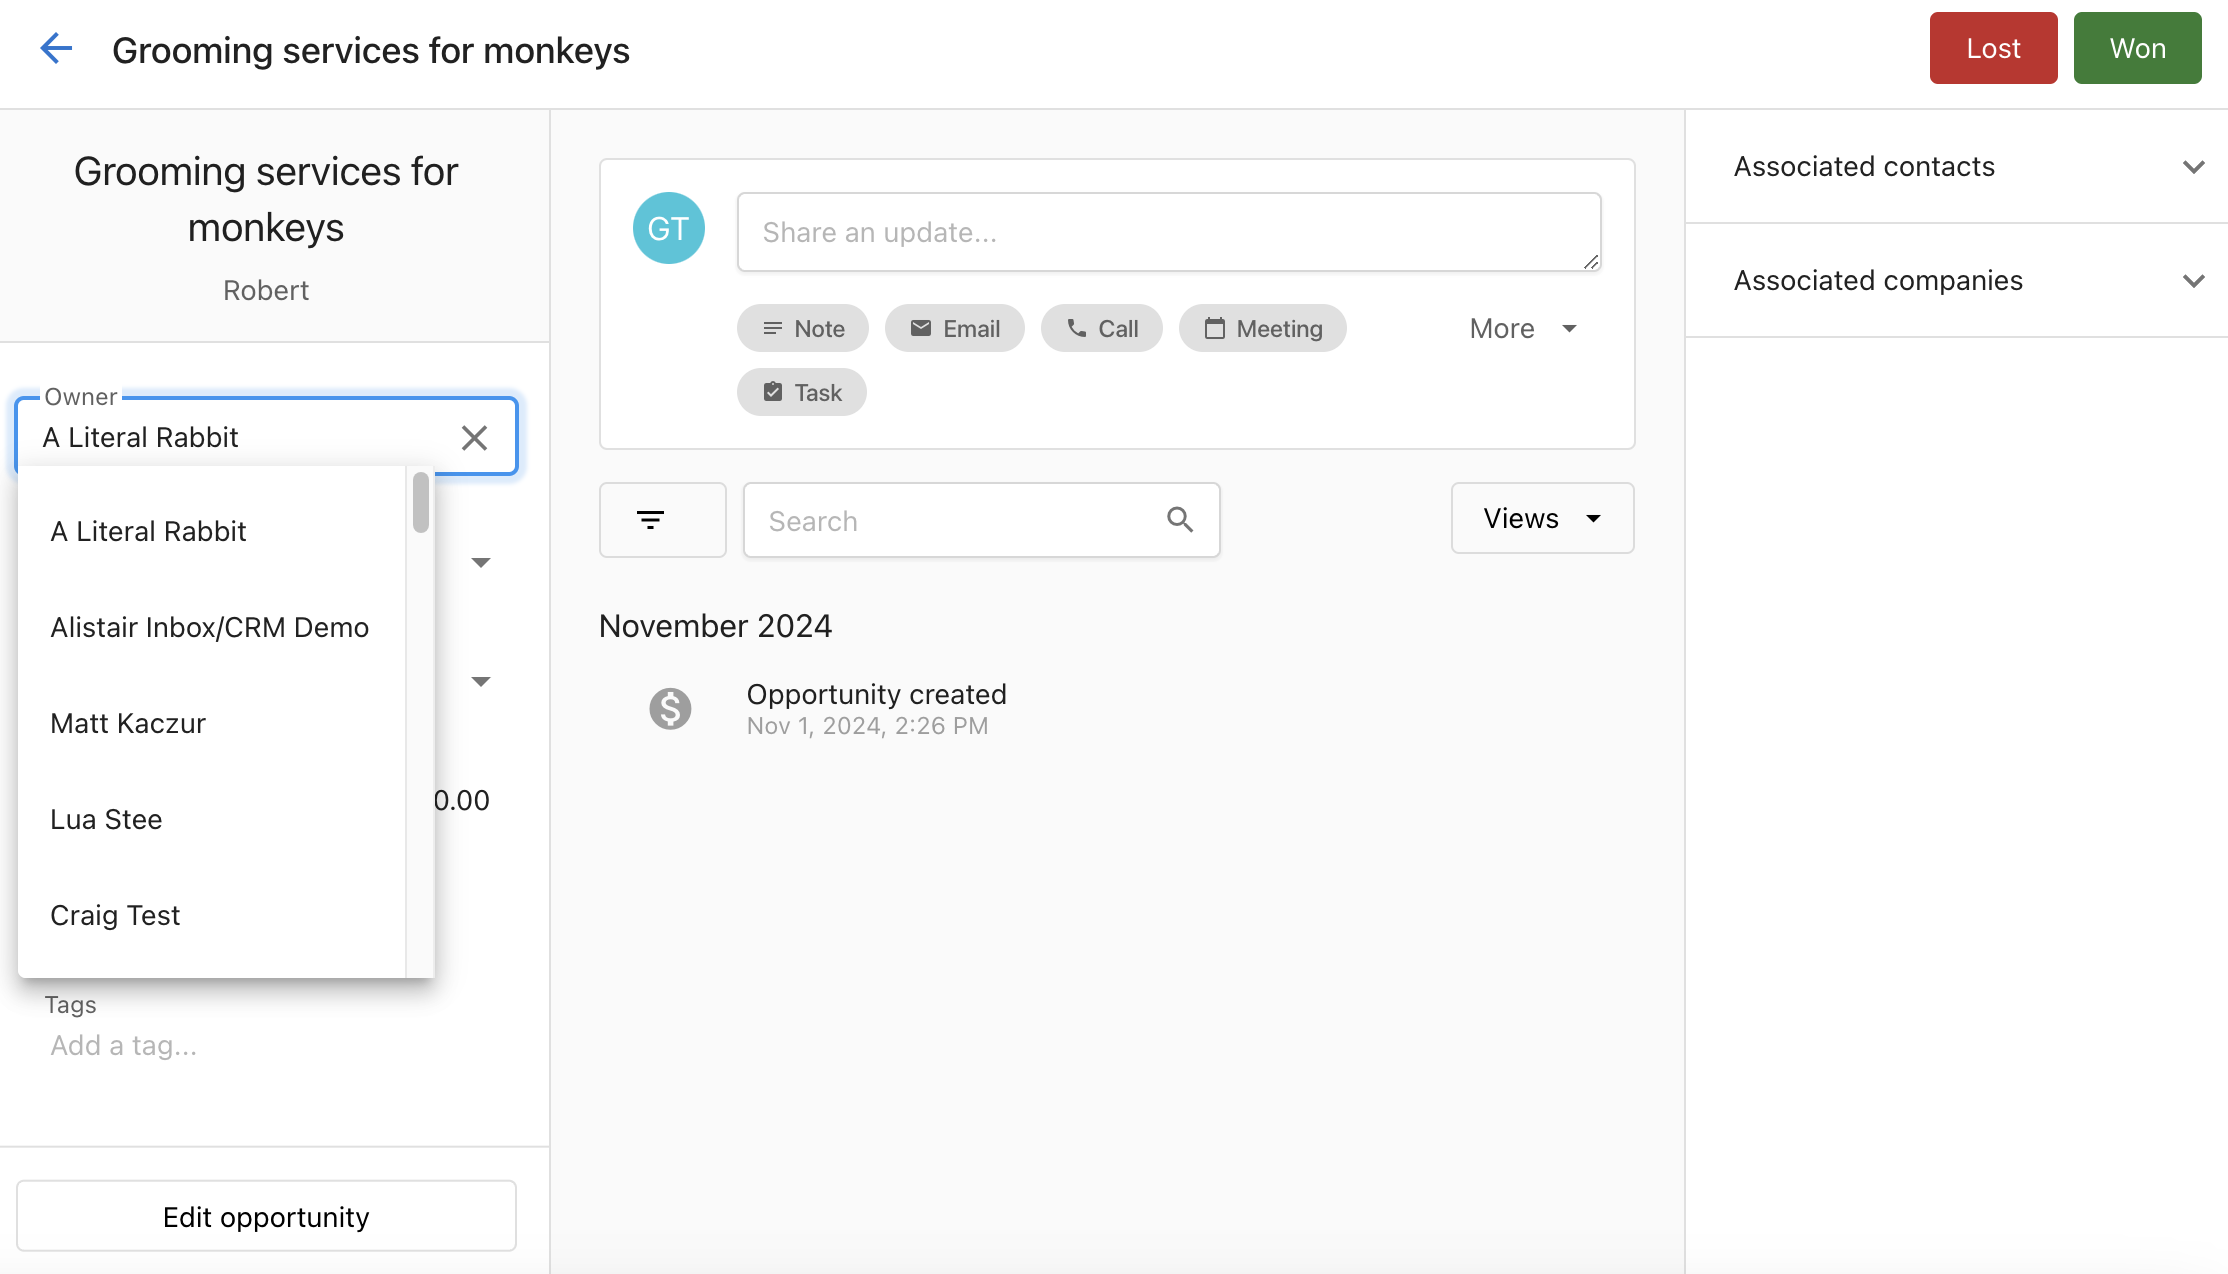 Grooming services for monkeys
Lost
Won
Grooming services for
monkeys
Robert
Owner
A Literal Rabbit
A Literal Rabbit
Alistair Inbox/CRM Demo
Matt Kaczur
Lua Stee
Craig Test
0.00
Tags
Add a tag...
Edit opportunity
GT
Share an update...
Note
Email
Call
Meeting
More
Task
Search
Views
November 2024
Opportunity created
Nov 1, 2024, 2:26 PM
Associated contacts
Associated companies